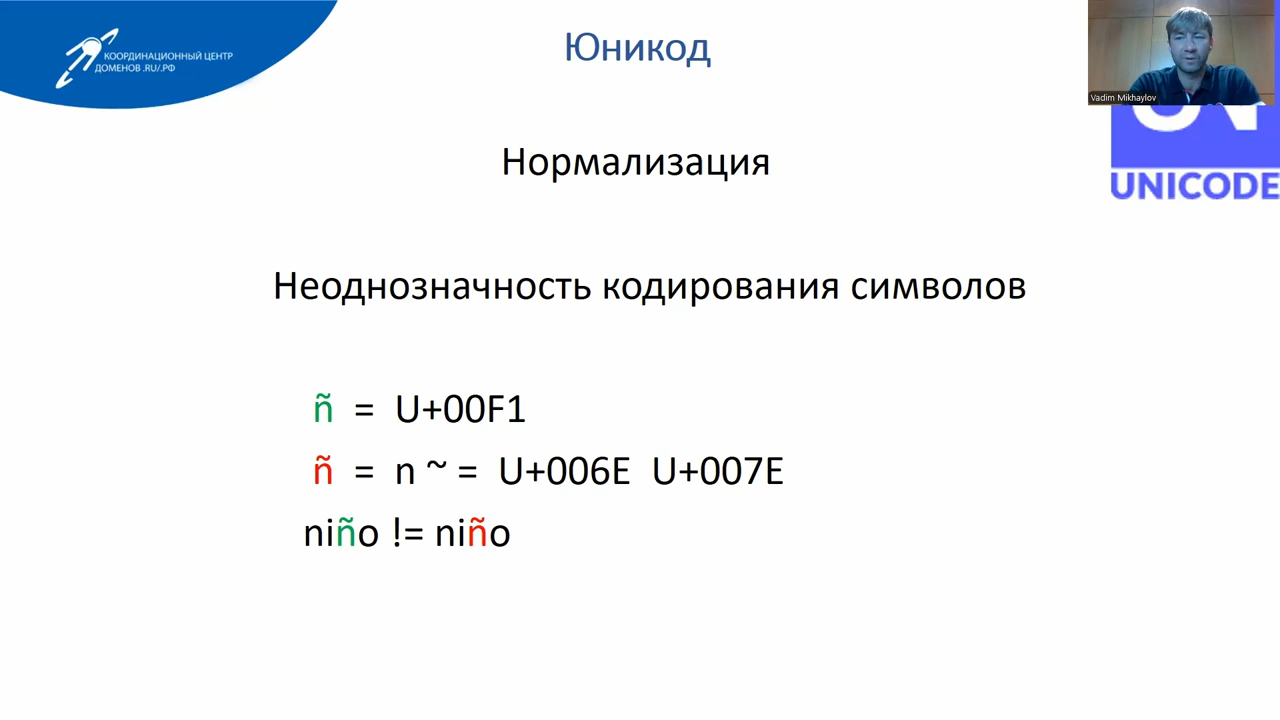 КООРДИНАЦИОННЫЙ ЦЕНТР
ДОМЕНОВ .RU/.РФ
Юникод
Vadim Mikhaylov
UNICODE
Нормализация
Неоднозначность кодирования символов
ñ = U+00F1
ñ = n ~ = U+006E U+007E
niño != niño